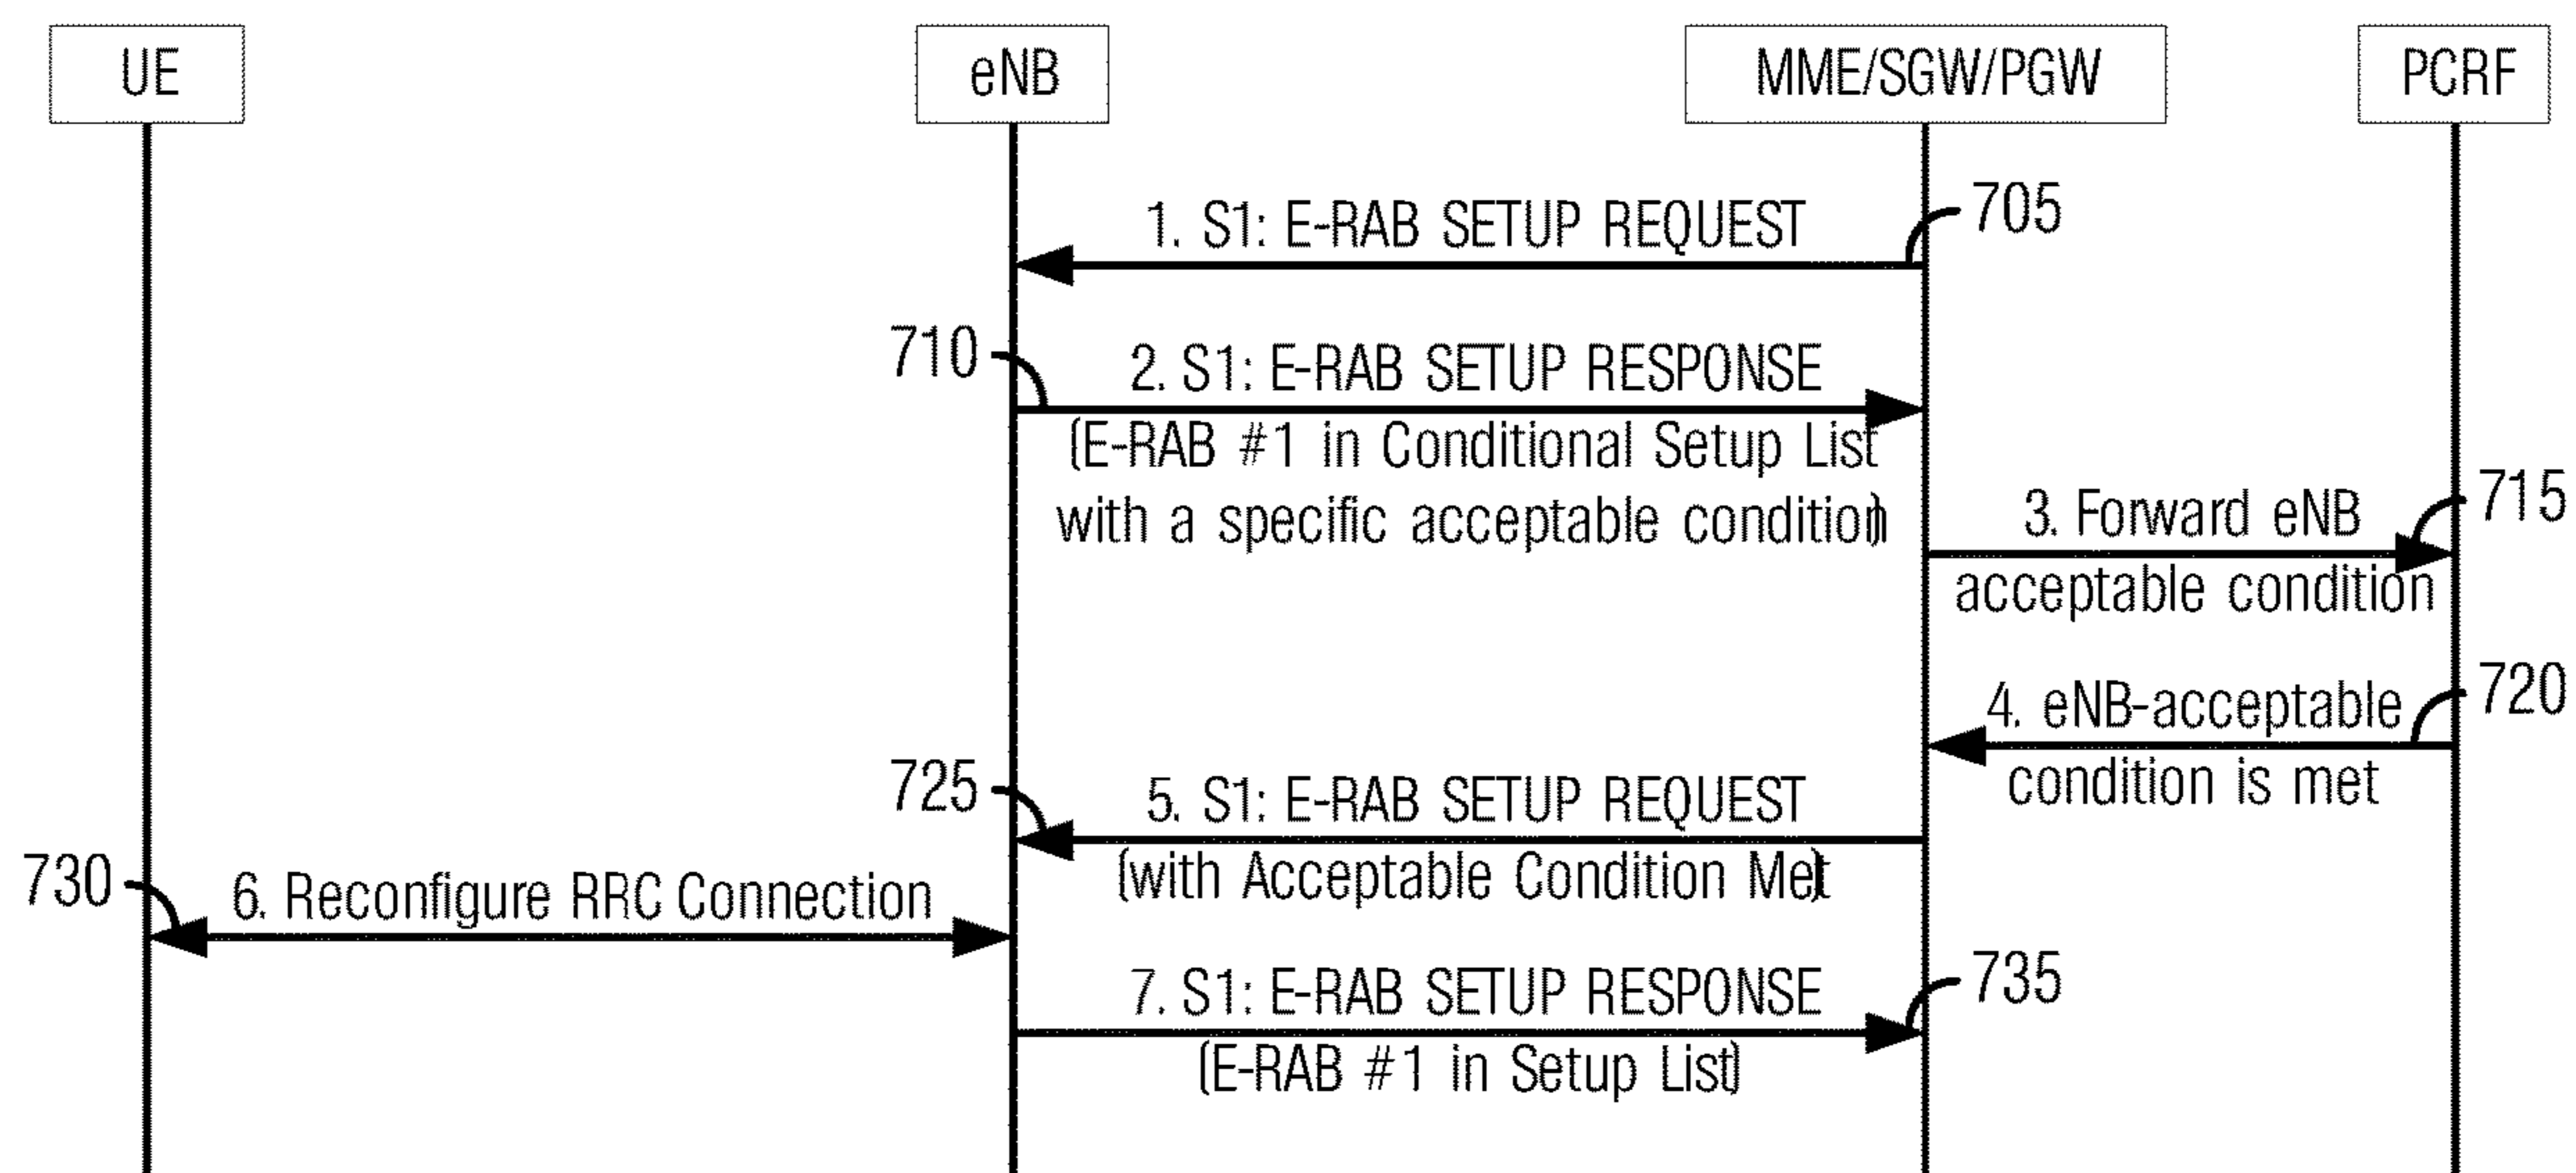 UE
eNB
MME/SGW/PGW
PCRF
1. S1: E-RAB SETUP REQUEST
705
710
2. S1: E-RAB SETUP RESPONSE
(E-RAB #1 in Conditional Setup List
with a specific acceptable condition)
3. Forward eNB
715
acceptable condition
4. eNB-acceptable
720
condition is met
725
5. S1: E-RAB SETUP REQUEST
(with Acceptable Condition Met)
730
6. Reconfigure RRC Connection
7. S1: E-RAB SETUP RESPONSE
735
(E-RAB #1 in Setup List)